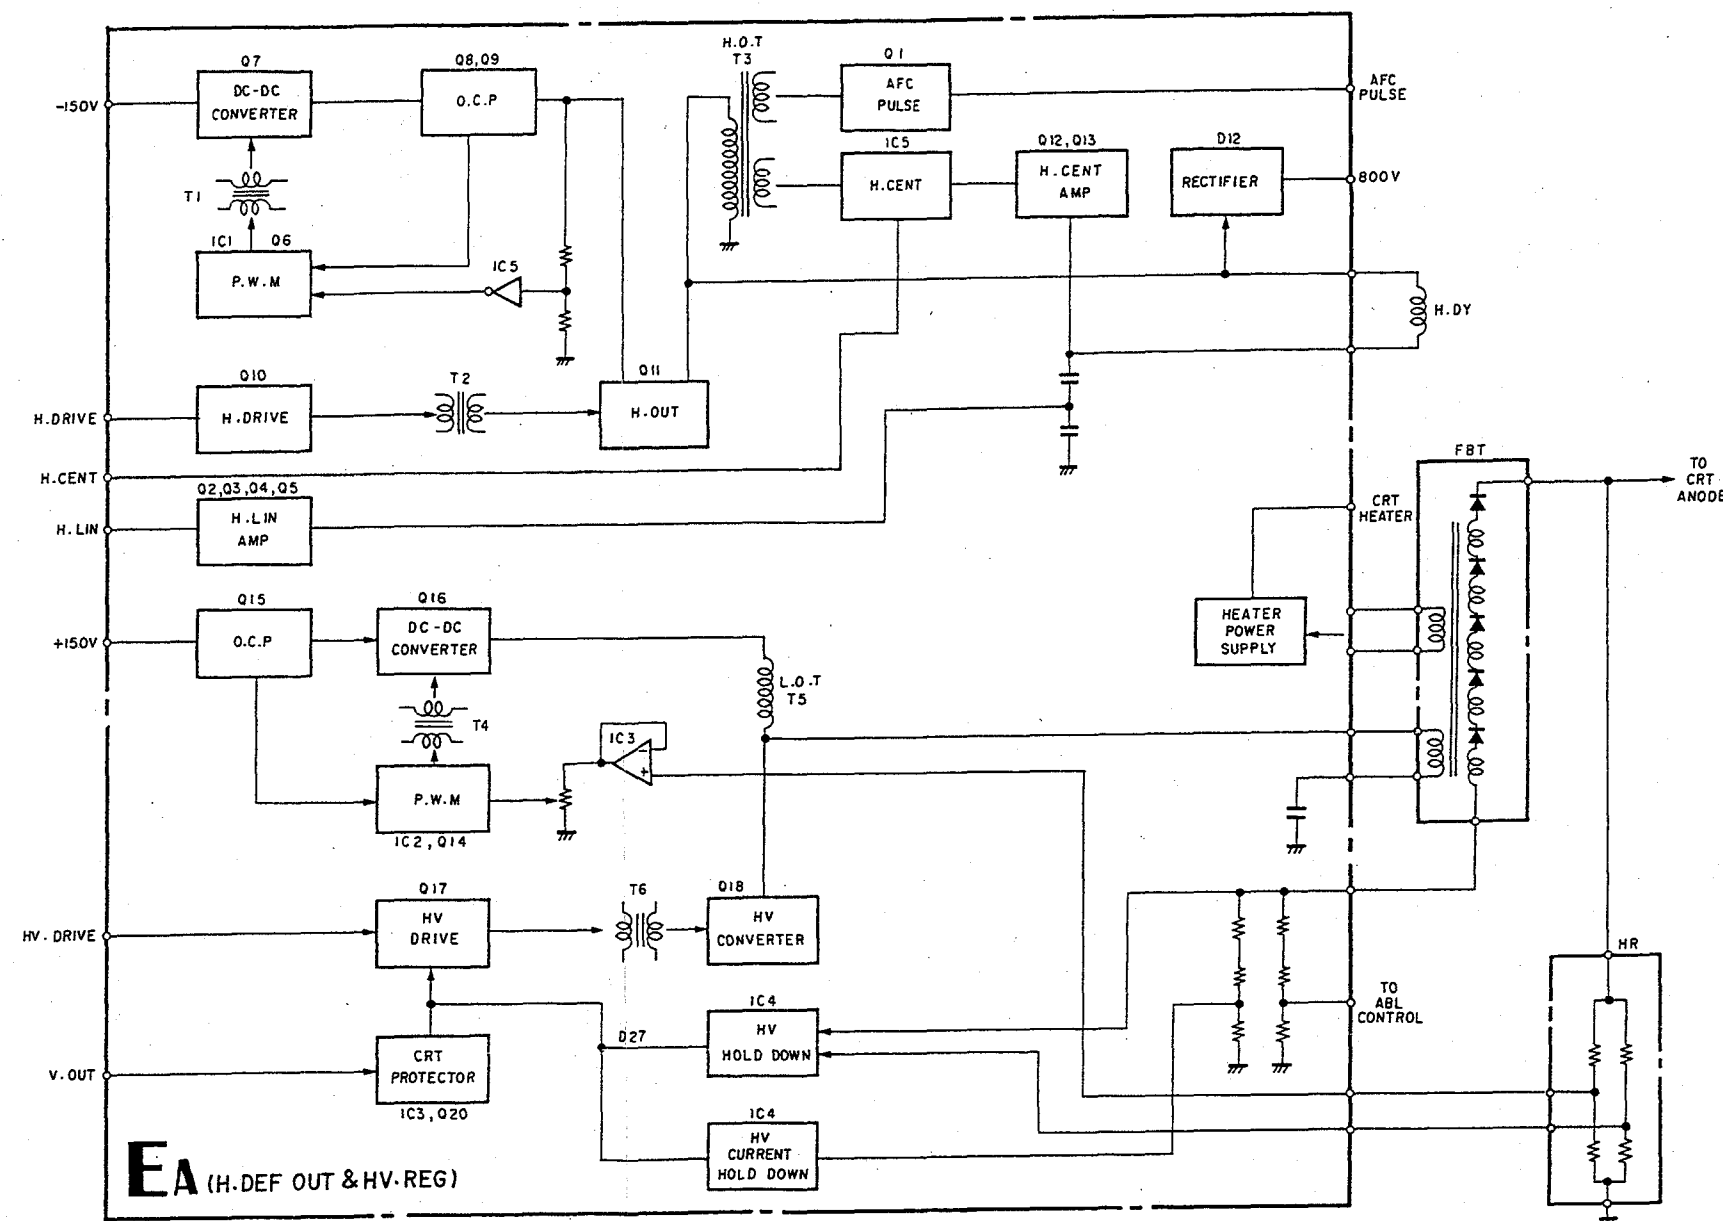 H.O.T
T3
Q7
Q8,Q9
Q1
AFC
PULSE
-150V
DC-DC
CONVERTER
O.C.P
AFC
PULSE
IC5
Q12,Q13
D12
H.CENT
H.CENT
AMP
RECTIFIER
800V
T1
IC1
Q6
P.W.M
IC5
H.DY
Q10
T2
Q11
H.DRIVE
H.DRIVE
H.OUT
H.CENT
Q2,Q3,Q4,Q5
H.LIN
H.LIN
AMP
FBT
TO
CRT
ANODE
CRT
HEATER
Q15
Q16
+150V
O.C.P
DC-DC
CONVERTER
HEATER
POWER
SUPPLY
L.O.T
T5
T4
IC3
-
+
P.W.M
IC2,Q14
Q17
T6
Q18
HV.DRIVE
HV
DRIVE
HV
CONVERTER
HR
IC4
TO
ABL
CONTROL
D27
HV
HOLD DOWN
V.OUT
CRT
PROTECTOR
IC3,Q20
IC4
HV
CURRENT
HOLD DOWN
EA (H.DEF OUT & HV.REG)